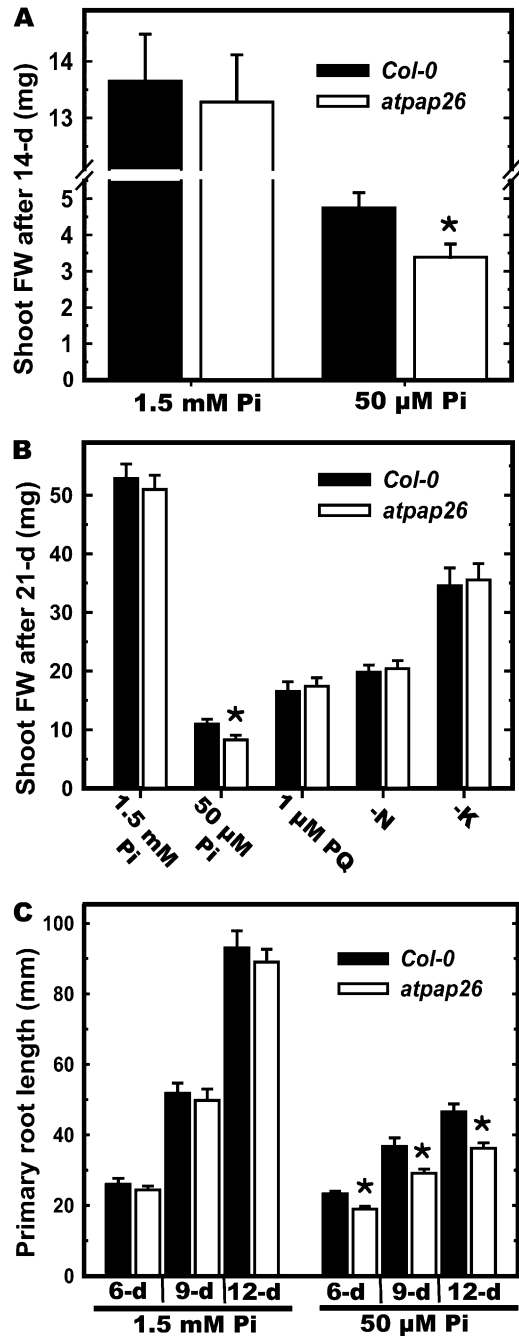 A
Shoot FW after 14-d (mg)
14
13
5
4
3
2
1
0
Col-0
atpap26
*
1.5 mM Pi
50 µM Pi
B
Shoot FW after 21-d (mg)
50
40
30
20
10
0
Col-0
atpap26
*
1.5 mM
Pi
50 µM
Pi
1 µM PQ
-N
-K
C
Primary root length (mm)
100
80
60
40
20
0
Col-0
atpap26
*
*
*
6-d 9-d 12-d
1.5 mM Pi
6-d 9-d 12-d
50 µM Pi